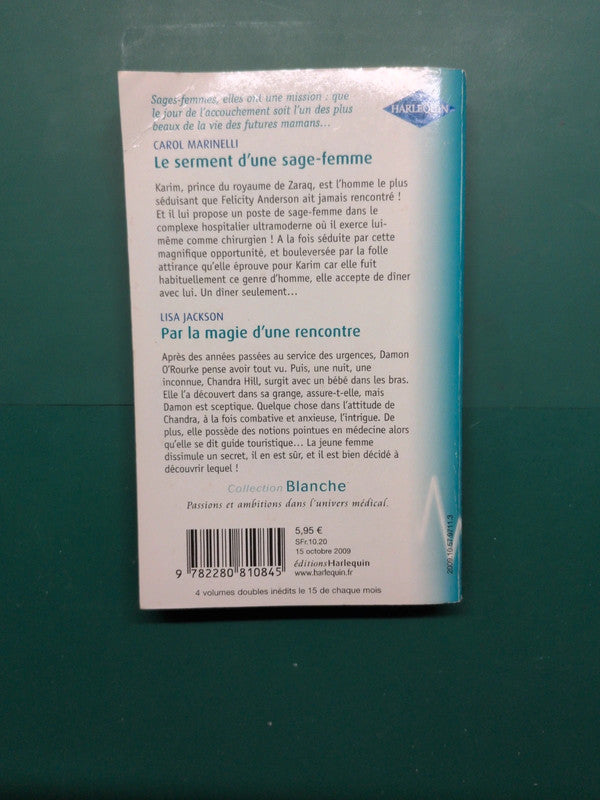 Sages-femmes, elles ont une mission : que
le jour de l'accouchement soit l'un des plus
beaux de la vie des futures mamans...
HARLEQUIN
CAROL MARINELLI
Le serment d'une sage-femme
Karim, prince du royaume de Zaraq, est l'homme le plus
séduisant que Felicity Anderson ait jamais rencontré !
Et il lui propose un poste de sage-femme dans le
complexe hospitalier ultramoderne où il exerce lui-
même comme chirurgien ! A la fois séduite par cette
magnifique opportunité, et bouleversée par la folle
attirance qu'elle éprouve pour Karim car elle fuit
habituellement ce genre d'homme, elle accepte de dîner
avec lui. Un dîner seulement...
LISA JACKSON
Par la magie d'une rencontre
Après des années passées au service des urgences, Damon
O'Rourke pense avoir tout vu. Puis, une nuit, une
inconnue, Chandra Hill, surgit avec un bébé dans les bras.
Elle l'a découvert dans sa grange, assure-t-elle, mais
Damon est sceptique. Quelque chose dans l'attitude de
Chandra, à la fois combative et anxieuse, l'intrigue. De
plus, elle possède des notions pointues en médecine alors
qu'elle se dit guide touristique... La jeune femme
dissimule un secret, il en est sûr, et il est bien décidé à
découvrir lequel !
Collection Blanche
Passions et ambitions dans l'univers médical.
5,95 €
SFr.10.20
15 octobre 2009
éditionsHarlequin
www.harlequin.fr
9 782280 810845
4 volumes doubles inédits le 15 de chaque mois